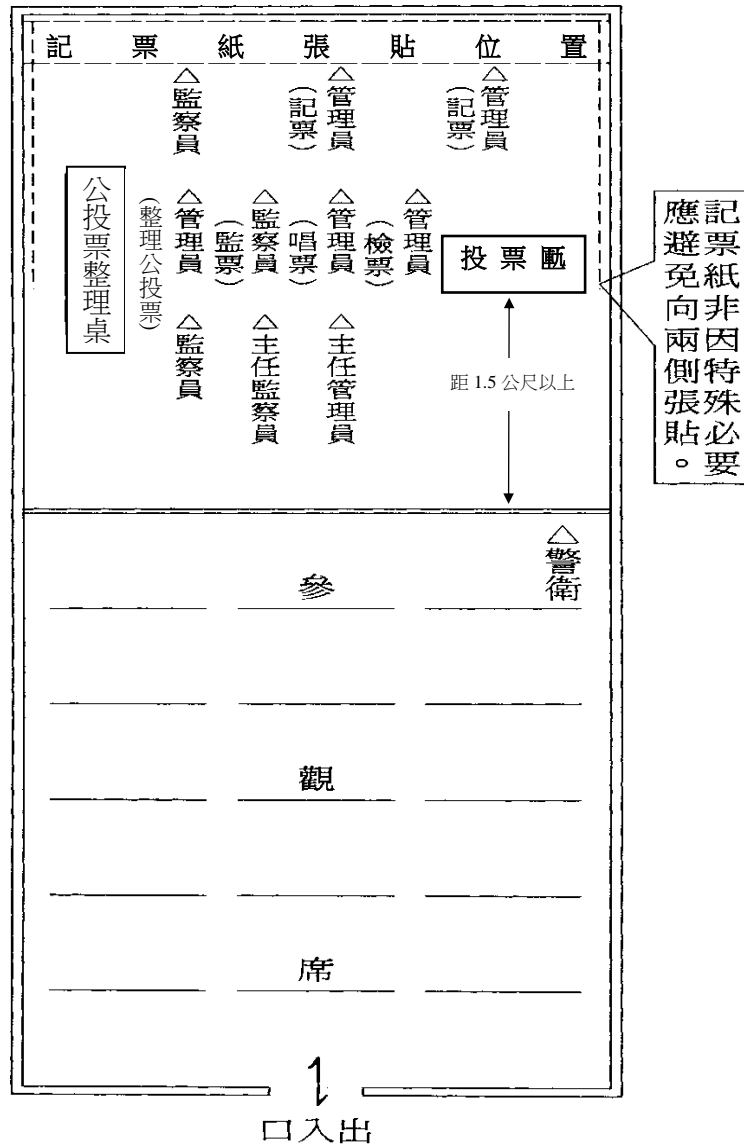 記票紙張貼位置
△監察員
△管理員
(記票)
△管理員
(記票)
公投票整理桌
△管理員
(整理公投票)
△監察員
(監票)
△管理員
(唱票)
△管理員
(檢票)
投票匭
△監察員
△主任監察員
△主任管理員
距 1.5 公尺以上
記票紙非因特殊必要
應避免向兩側張貼。
△警衛
參
觀
席
出入口